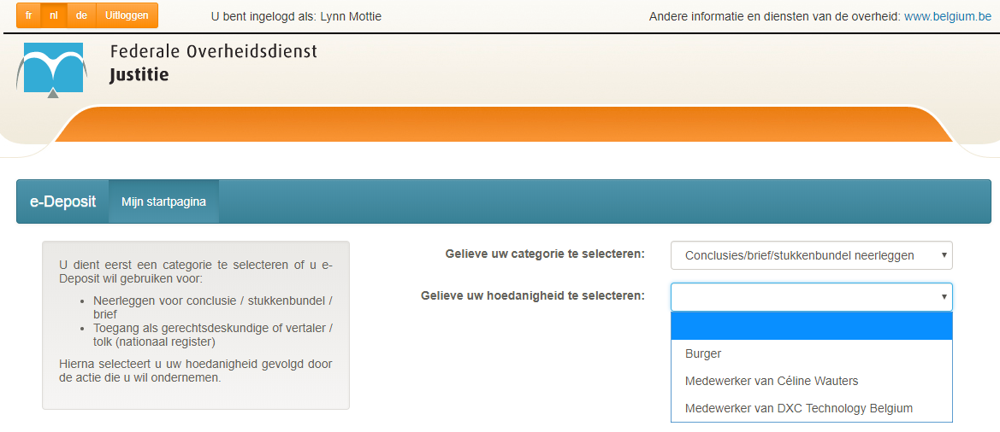 fr nl de Uitloggen U bent ingelogd als: Lynn Mottie Andere informatie en diensten van de overheid: www.belgium.be
Federale Overheidsdienst
Justitie
e-Deposit Mijn startpagina
U dient eerst een categorie te selecteren of u e-
Deposit wil gebruiken voor:
• Neerleggen voor conclusie / stukkenbundel /
brief
• Toegang als gerechtsdeskundige of vertaler /
tolk (nationaal register)
Hierna selecteert u uw hoedanigheid gevolgd door
de actie die u wil ondernemen.
Gelieve uw categorie te selecteren: Conclusies/brief/stukkenbundel neerleggen
Gelieve uw hoedanigheid te selecteren:
Burger
Medewerker van Céline Wauters
Medewerker van DXC Technology Belgium